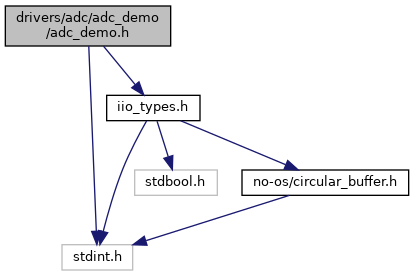 drivers/adc/adc_demo
/adc_demo.h
iio_types.h
stdbool.h
no-os/circular_buffer.h
stdint.h